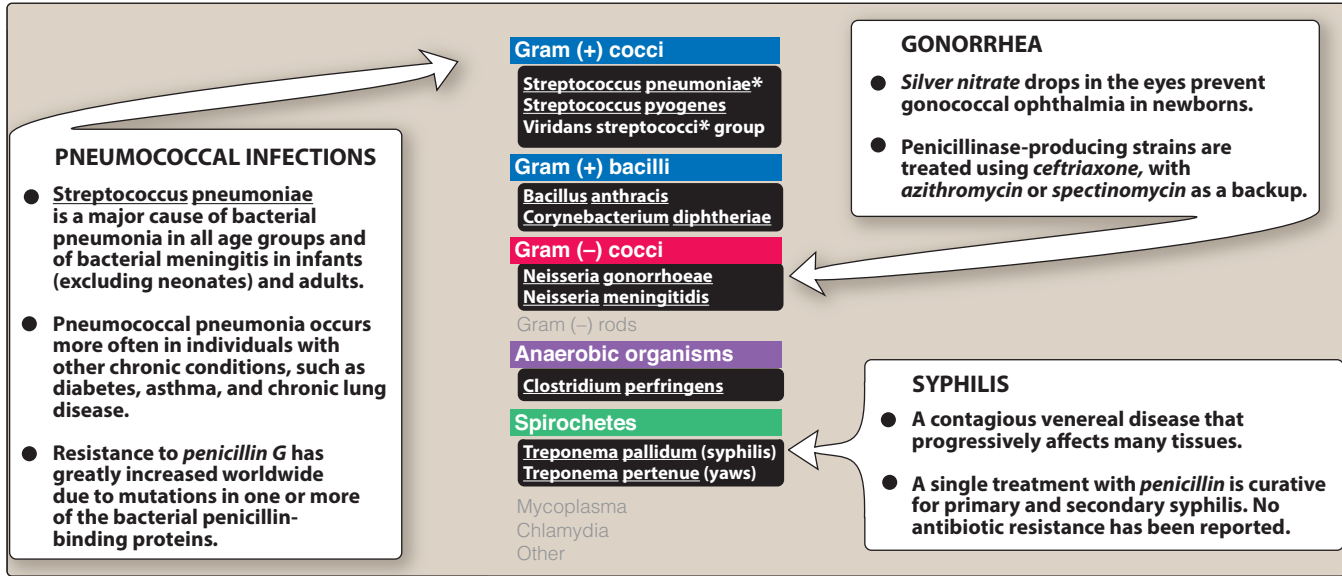 PNEUMOCOCCAL INFECTIONS
● Streptococcus pneumoniae
is a major cause of bacterial
pneumonia in all age groups and
of bacterial meningitis in infants
(excluding neonates) and adults.
● Pneumococcal pneumonia occurs
more often in individuals with
other chronic conditions, such as
diabetes, asthma, and chronic lung
disease.
● Resistance to penicillin G has
greatly increased worldwide
due to mutations in one or more
of the bacterial penicillin-
binding proteins.
Gram (+) cocci
Streptococcus pneumoniae*
Streptococcus pyogenes
Viridans streptococci* group
Gram (+) bacilli
Bacillus anthracis
Corynebacterium diphtheriae
Gram (–) cocci
Neisseria gonorrhoeae
Neisseria meningitidis
Gram (–) rods
Anaerobic organisms
Clostridium perfringens
Spirochetes
Treponema pallidum (syphilis)
Treponema pertenue (yaws)
Mycoplasma
Chlamydia
Other
GONORRHEA
● Silver nitrate drops in the eyes prevent
gonococcal ophthalmia in newborns.
● Penicillinase-producing strains are
treated using ceftriaxone, with
azithromycin or spectinomycin as a backup.
SYPHILIS
● A contagious venereal disease that
progressively affects many tissues.
● A single treatment with penicillin is curative
for primary and secondary syphilis. No
antibiotic resistance has been reported.